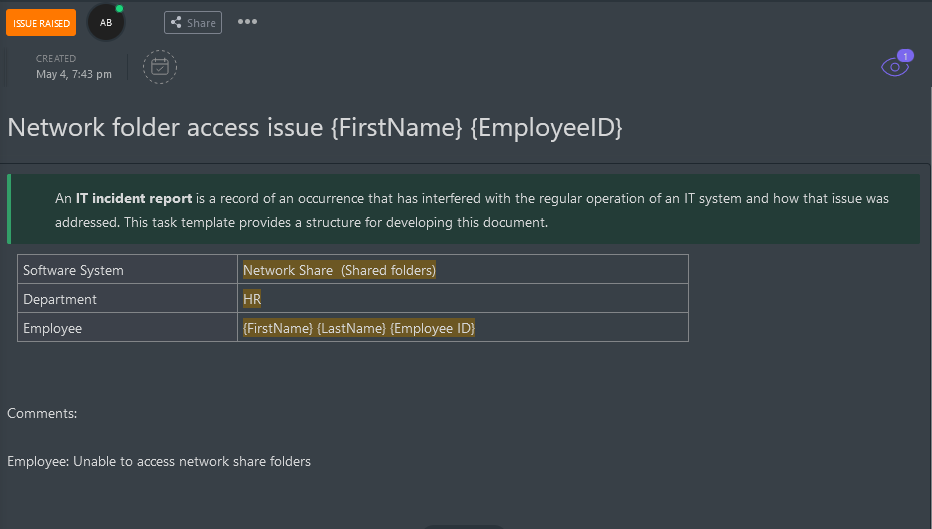 ISSUE RAISED
AB
Share
CREATED
May 4, 7:43 pm
1
Network folder access issue {FirstName} {EmployeeID}
An IT incident report is a record of an occurrence that has interfered with the regular operation of an IT system and how that issue was
addressed. This task template provides a structure for developing this document.
Software System Network Share (Shared folders)
Department HR
Employee {FirstName} {LastName} {Employee ID}
Comments:
Employee: Unable to access network share folders